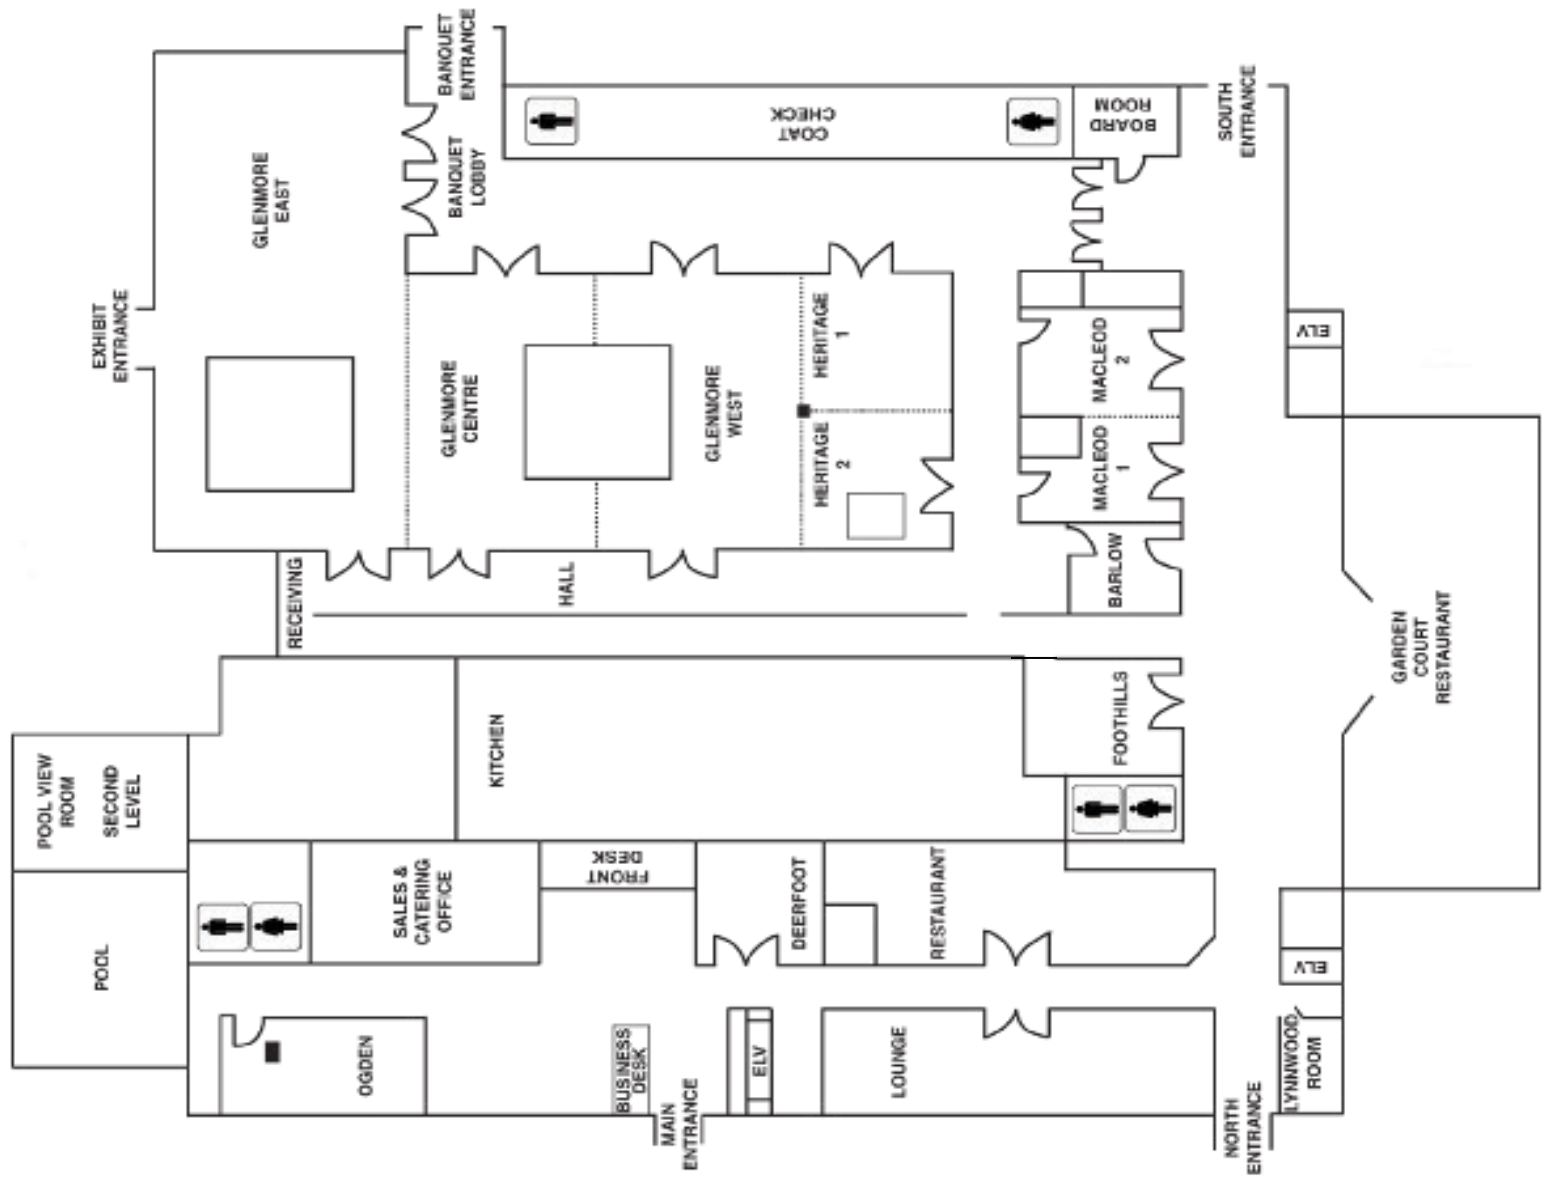 BANQUET
ENTRANCE
COAT
CHECK
BOARD
ROOM
SOUTH
ENTRANCE
GLENMORE
EAST
BANQUET
LOBBY
EXHIBIT
ENTRANCE
GLENMORE
CENTRE
GLENMORE
WEST
HERITAGE
1
HERITAGE
2
MACLEOD
2
MACLEOD
1
ELV
RECEIVING
HALL
BARLOW
GARDEN
COURT
RESTAURANT
POOL VIEW
ROOM
SECOND
LEVEL
KITCHEN
FOOTHILLS
POOL
SALES &
CATERING
OFFICE
FRONT
DESK
DEERFOOT
RESTAURANT
ELV
OGDEN
BUSINESS
DESK
ELV
LOUNGE
LYNNWOOD
ROOM
MAIN
ENTRANCE
NORTH
ENTRANCE